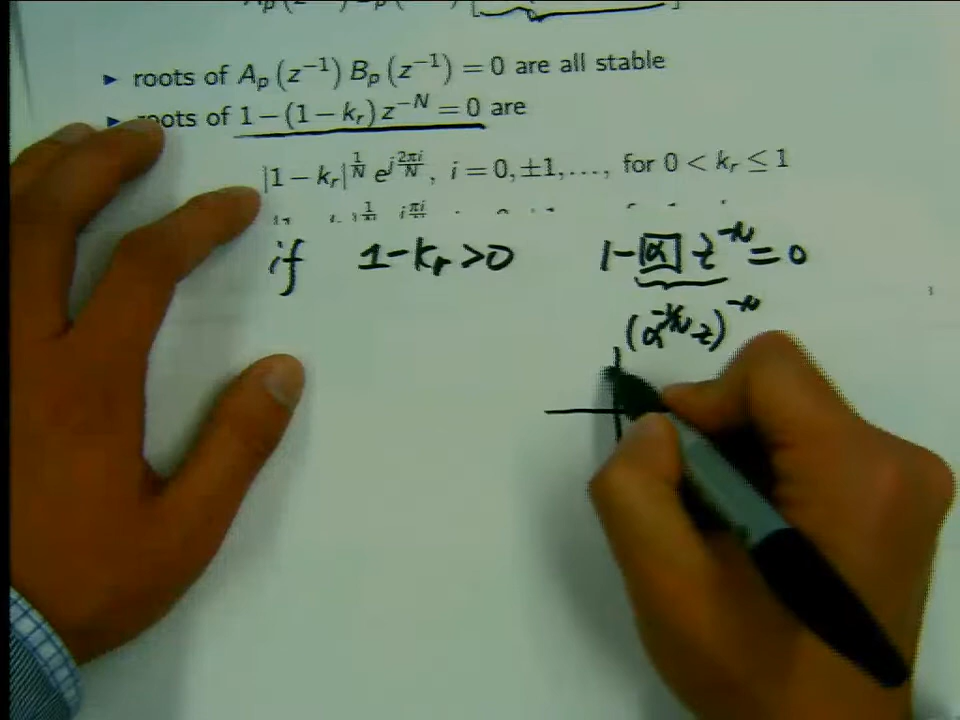 ▶ roots of A_p(z^{-1}) B_p(z^{-1}) = 0 are all stable
▶ roots of 1 − (1 − k_r) z^{-N} = 0 are
|1 − k_r|^{1/N} e^{j 2πi/N}, i = 0, ±1, ..., for 0 < k_r ≤ 1
if 1 - k_r > 0 1 - α z^{-N} = 0
(α^{-1/N} z)^{-N}